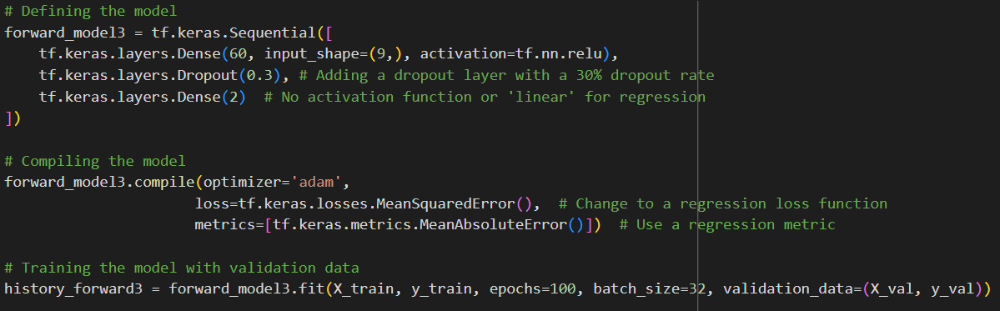 # Defining the model
forward_model3 = tf.keras.Sequential([
    tf.keras.layers.Dense(60, input_shape=(9,), activation=tf.nn.relu),
    tf.keras.layers.Dropout(0.3), # Adding a dropout layer with a 30% dropout rate
    tf.keras.layers.Dense(2)  # No activation function or 'linear' for regression
])
# Compiling the model
forward_model3.compile(optimizer='adam',
                       loss=tf.keras.losses.MeanSquaredError(),  # Change to a regression loss function
                       metrics=[tf.keras.metrics.MeanAbsoluteError()])  # Use a regression metric
# Training the model with validation data
history_forward3 = forward_model3.fit(X_train, y_train, epochs=100, batch_size=32, validation_data=(X_val, y_val))